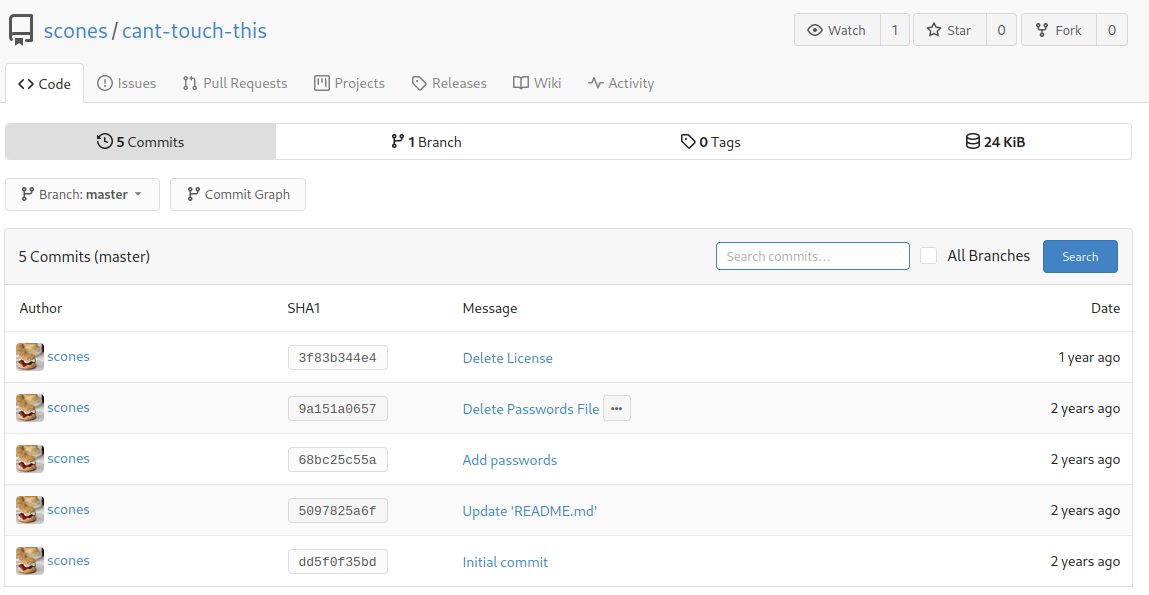 scones / cant-touch-this Watch 1 Star 0 Fork 0
Code Issues Pull Requests Projects Releases Wiki Activity
5 Commits 1 Branch 0 Tags 24 KiB
Branch: master Commit Graph
5 Commits (master) Search commits... All Branches Search
Author SHA1 Message Date
scones 3f83b344e4 Delete License 1 year ago
scones 9a151a0657 Delete Passwords File ... 2 years ago
scones 68bc25c55a Add passwords 2 years ago
scones 5097825a6f Update 'README.md' 2 years ago
scones dd5f0f35bd Initial commit 2 years ago